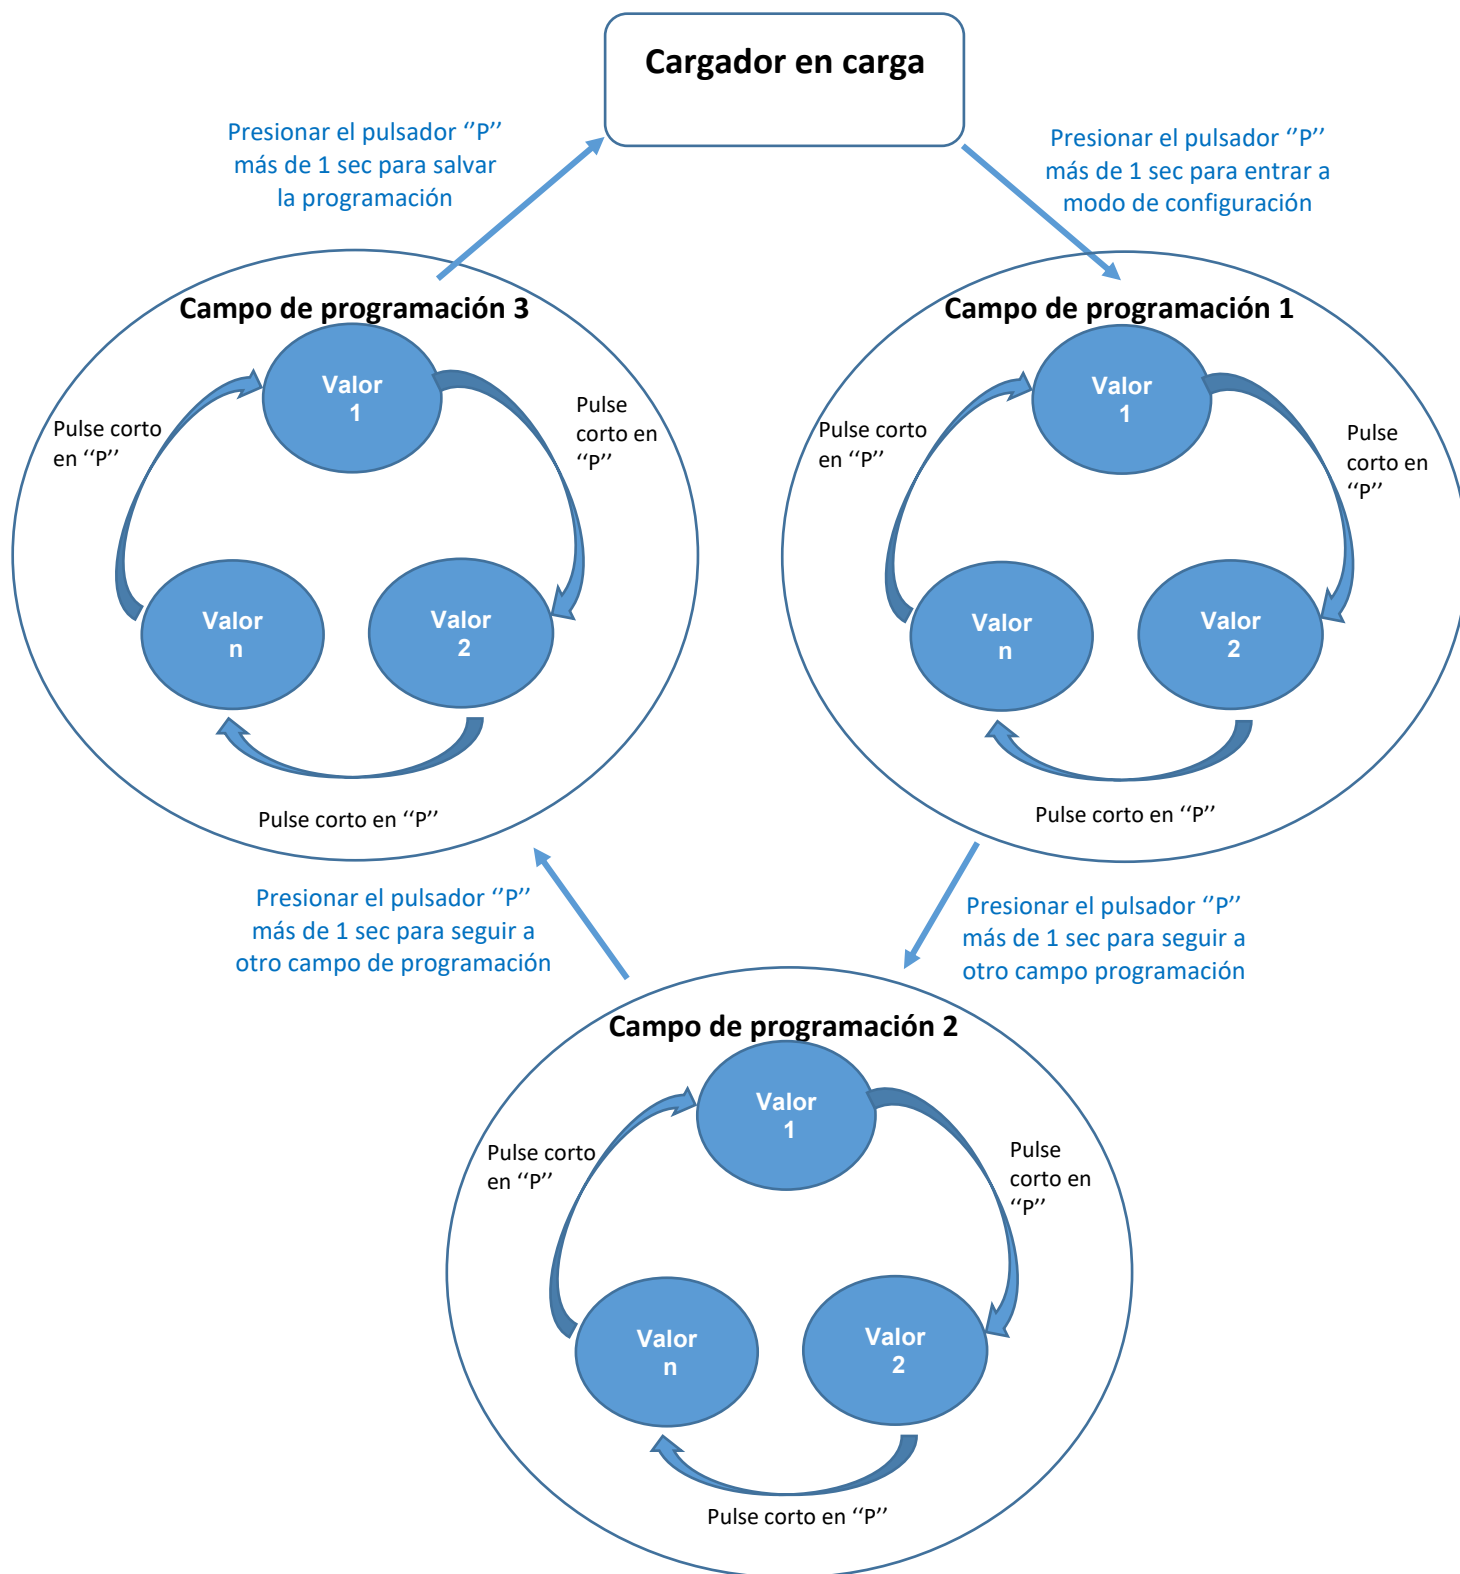 Cargador en carga
Presionar el pulsador ‘‘P’’
más de 1 sec para salvar
la programación
Presionar el pulsador ‘‘P’’
más de 1 sec para entrar a
modo de configuración
Campo de programación 3
Valor
1
Pulse corto
en ‘‘P’’
Pulse
corto en
‘‘P’’
Valor
n
Valor
2
Pulse corto en ‘‘P’’
Campo de programación 1
Valor
1
Pulse corto
en ‘‘P’’
Pulse
corto en
‘‘P’’
Valor
n
Valor
2
Pulse corto en ‘‘P’’
Presionar el pulsador ‘‘P’’
más de 1 sec para seguir a
otro campo de programación
Presionar el pulsador ‘‘P’’
más de 1 sec para seguir a
otro campo programación
Campo de programación 2
Valor
1
Pulse corto
en ‘‘P’’
Pulse
corto en
‘‘P’’
Valor
n
Valor
2
Pulse corto en ‘‘P’’